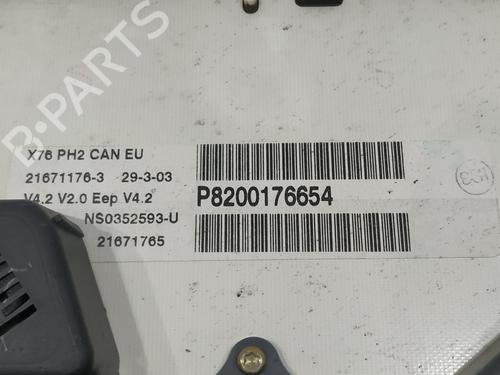 B-PARTS
X76 PH2 CAN EU
21671176-3 29-3-03
V4.2 V2.0 Eep V4.2
NS0352593-U
21671765
P8200176654